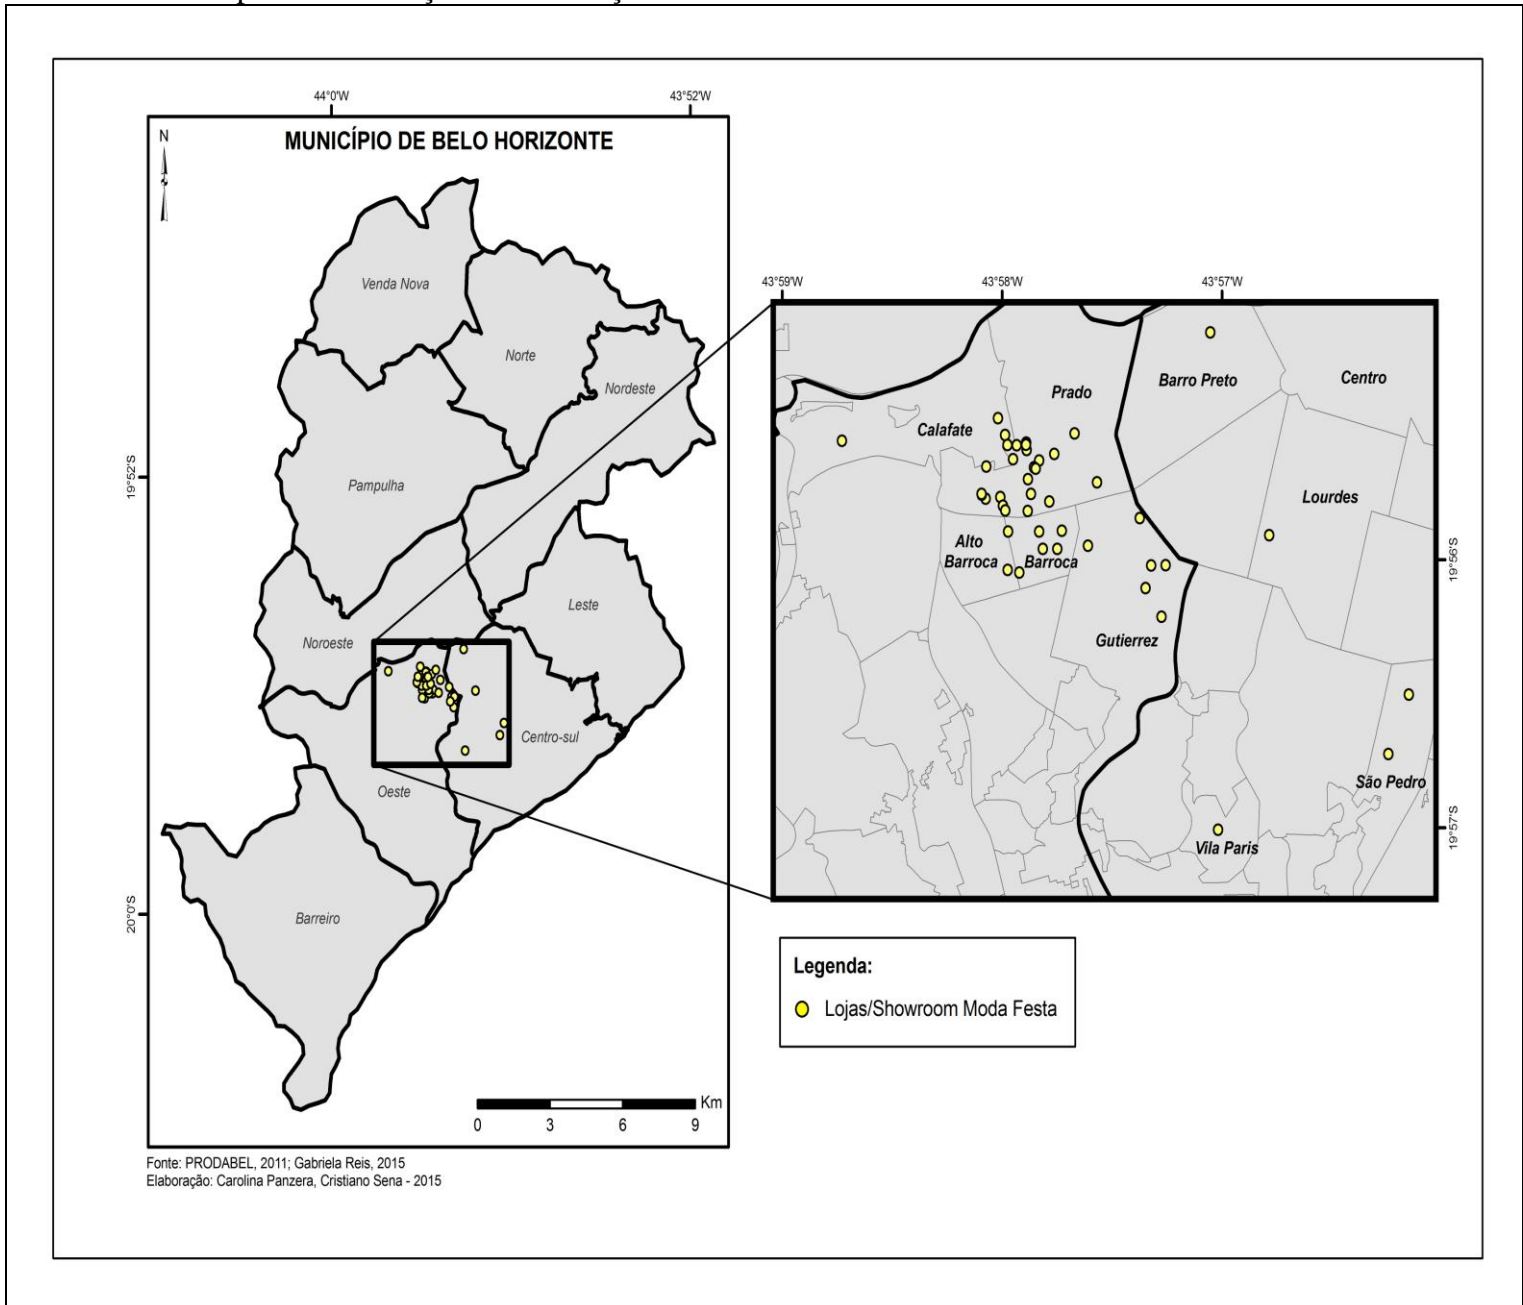 44°0'W
43°52'W
N
MUNICÍPIO DE BELO HORIZONTE
Venda Nova
Norte
Nordeste
19°52'S
Pampulha
Leste
Noroeste
Centro-sul
Oeste
20°0'S
Barreiro
Km
0 3 6 9
43°59'W
43°58'W
43°57'W
Prado
Barro Preto
Centro
Calafate
Lourdes
Alto
Barroca
Barroca
19°56'S
Gutierrez
São Pedro
19°57'S
Vila Paris
Legenda:
Lojas/Showroom Moda Festa
Fonte: PRODABEL, 2011; Gabriela Reis, 2015
Elaboração: Carolina Panzera, Cristiano Sena - 2015